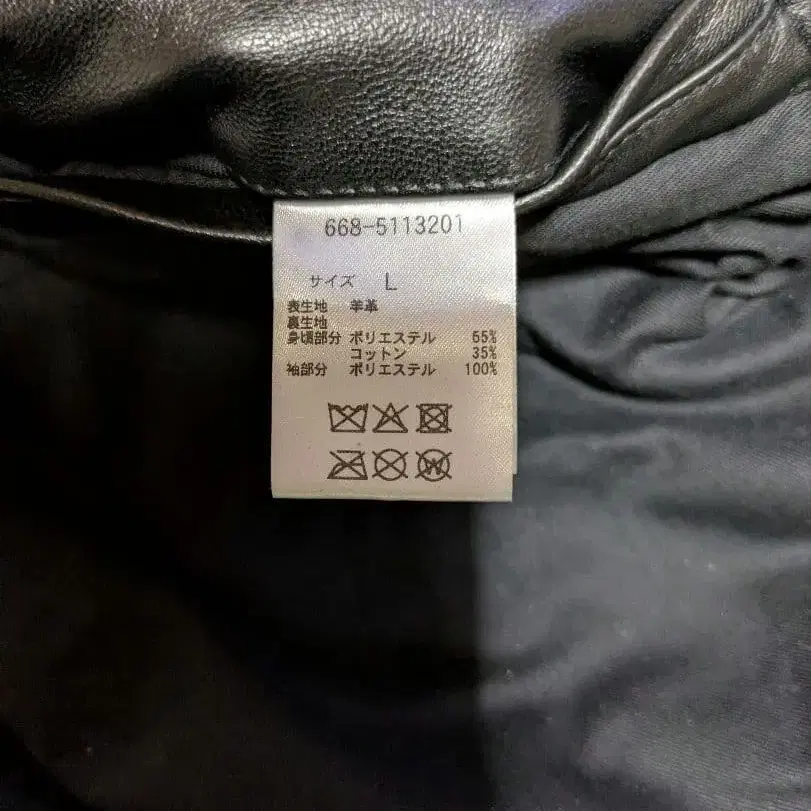 668-5113201
サイズ L
表生地 羊革
裏生地
身頃部分 ポリエステル 65%
コットン 35%
袖部分 ポリエステル 100%
W